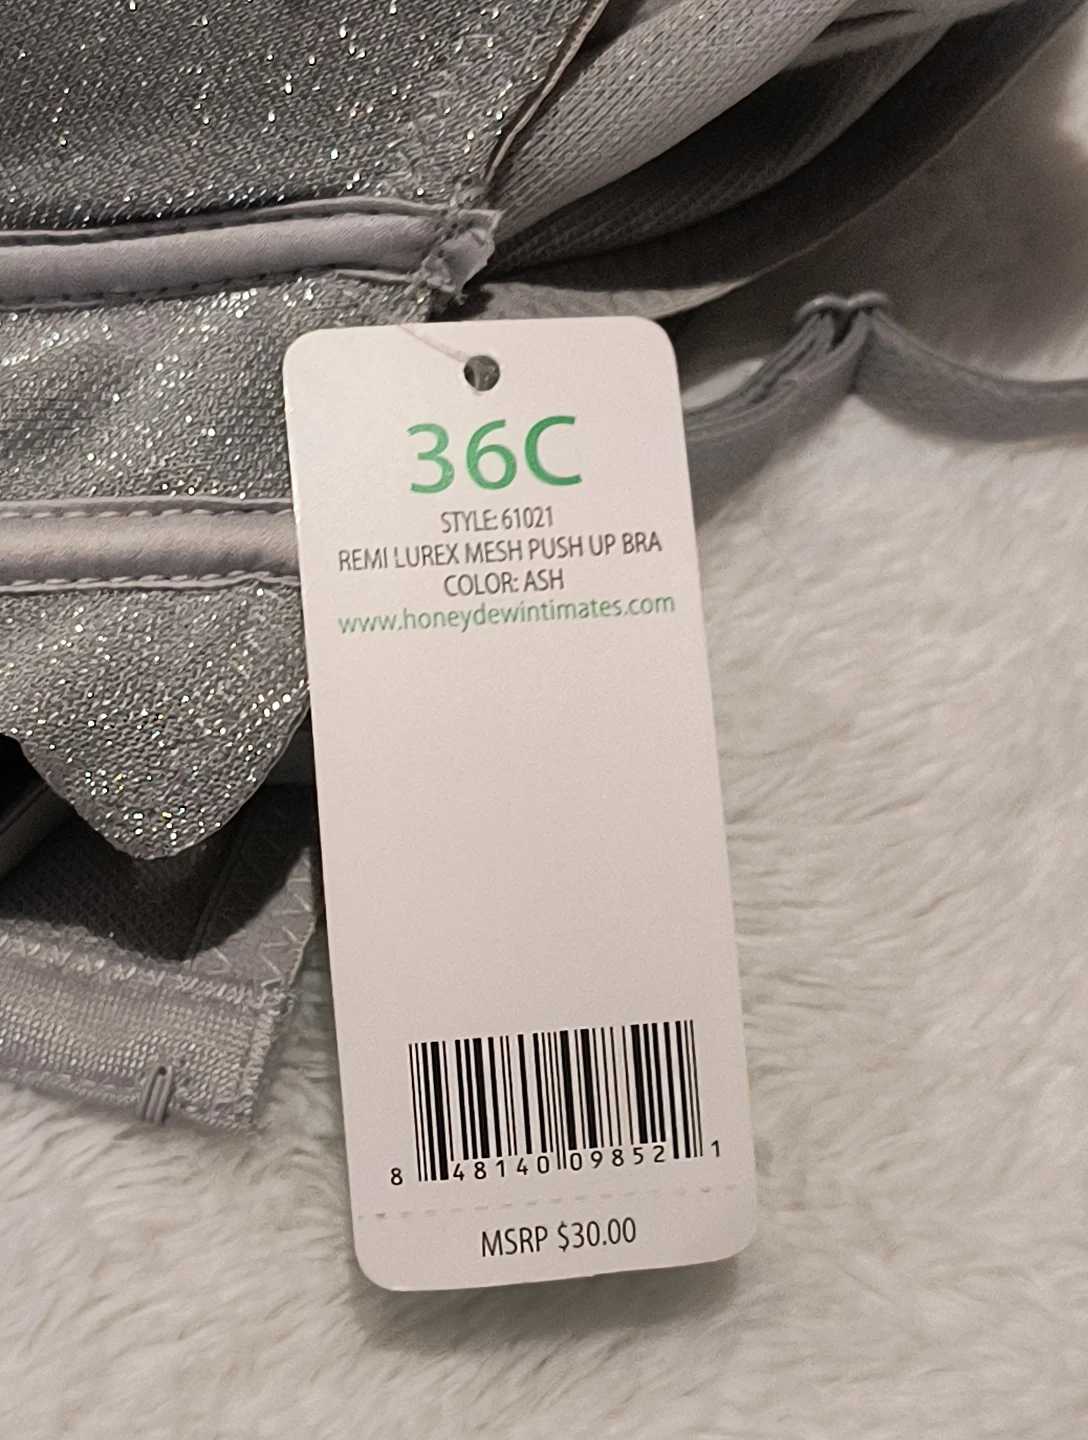 36C
STYLE: 61021
REMI LUREX MESH PUSH UP BRA
COLOR: ASH
www.honeydewintimates.com
8 48140 09852 1
MSRP $30.00